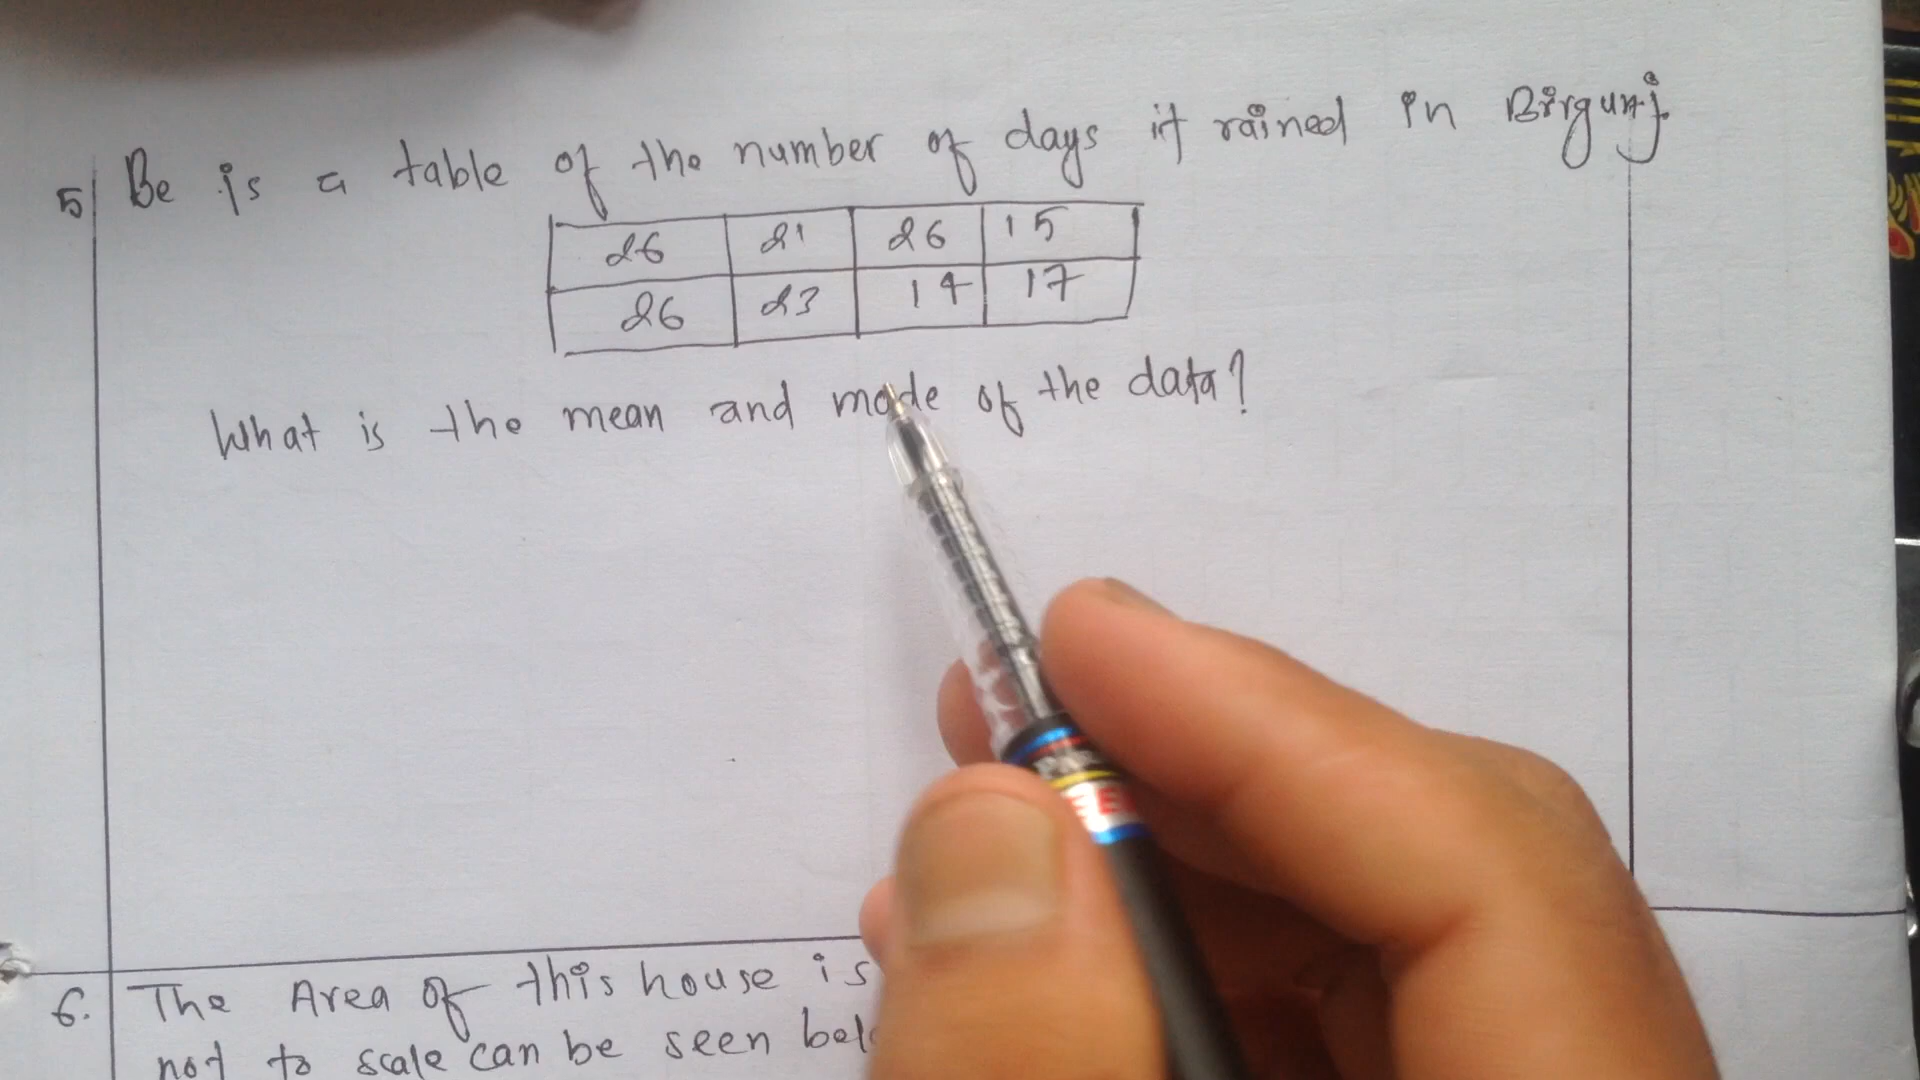 5 Be is a table of the number of days it rained in Birgunj.
26 21 26 15
26 23 14 17
What is the mean and mode of the data?
6. The Area of this house is
not to scale can be seen